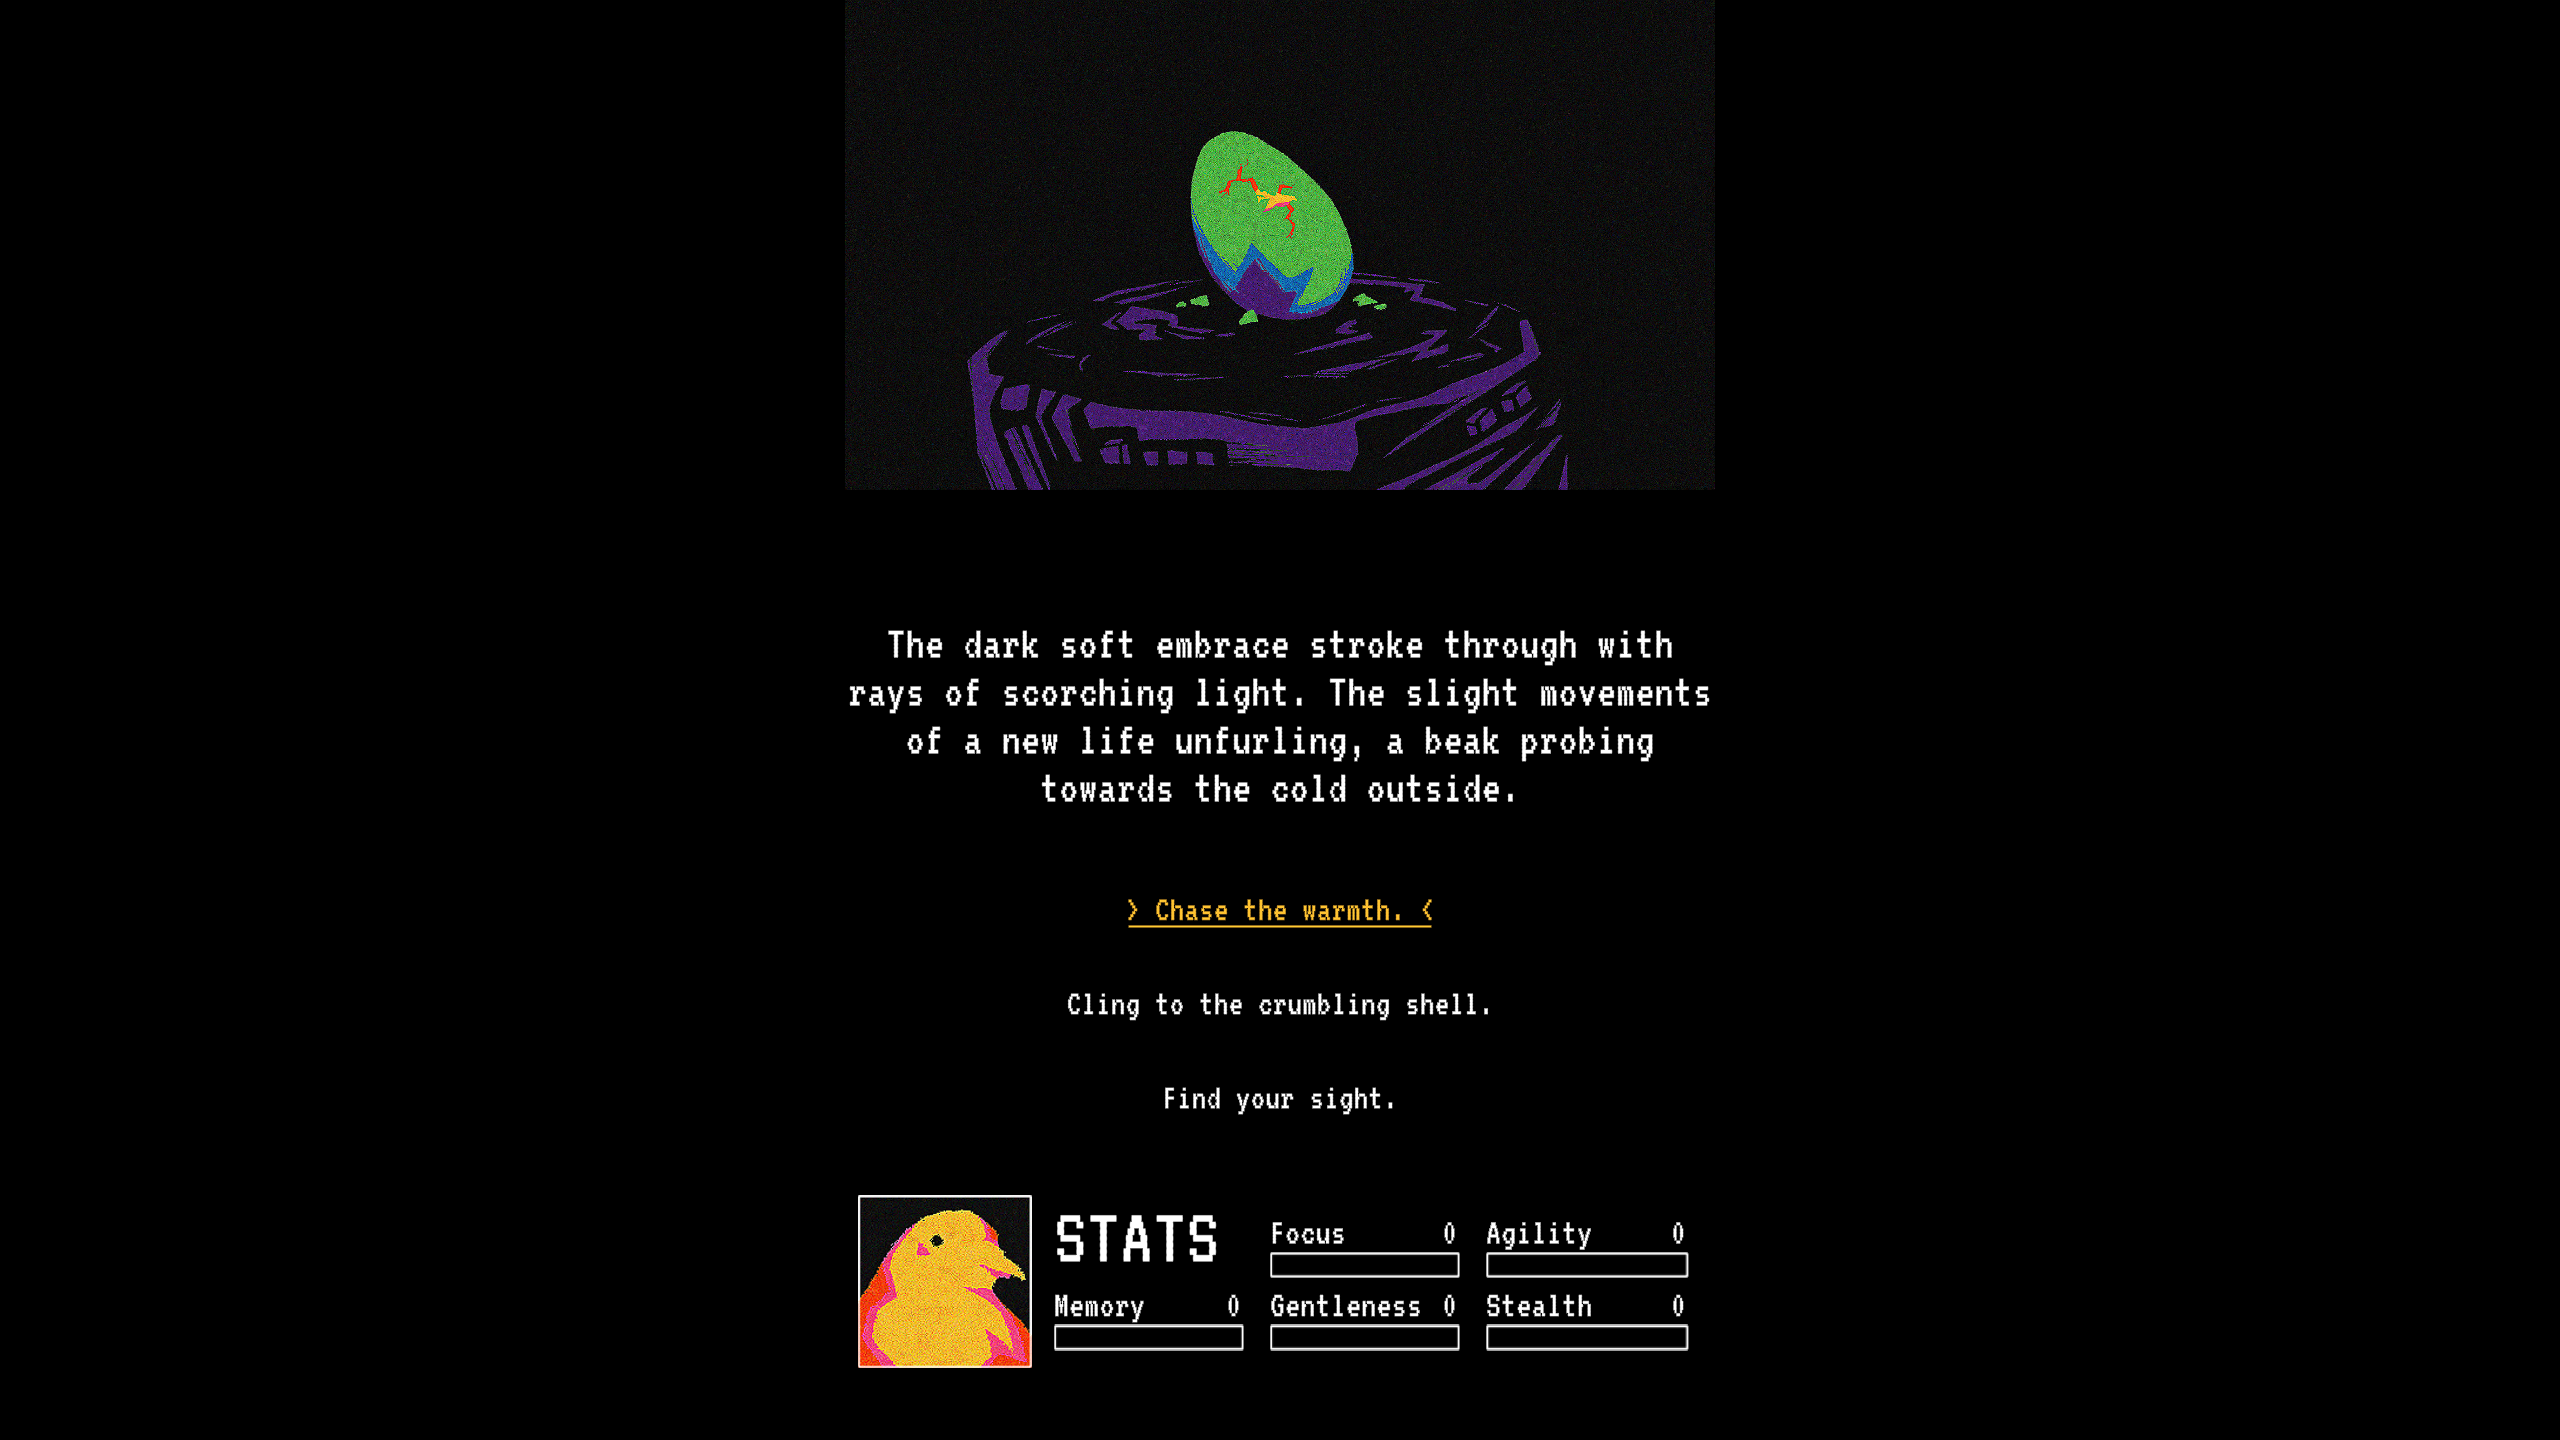 The dark soft embrace stroke through with
rays of scorching light. The slight movements
of a new life unfurling, a beak probing
towards the cold outside.
> Chase the warmth. <
Cling to the crumbling shell.
Find your sight.
STATS
Focus 0
Agility 0
Memory 0
Gentleness 0
Stealth 0